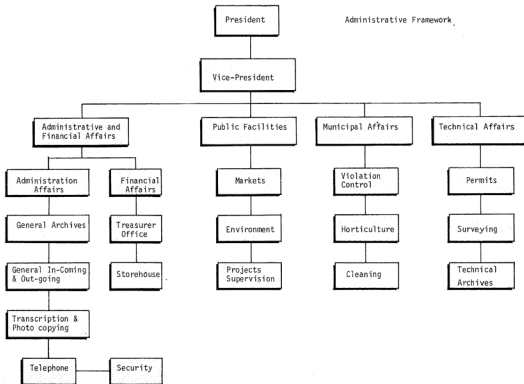 President
Administrative Framework
Vice-President
Administrative and
Financial Affairs
Public Facilities
Municipal Affairs
Technical Affairs
Administration
Affairs
Financial
Affairs
Markets
Violation
Control
Permits
General Archives
Treasurer
Office
Environment
Horticulture
Surveying
General In-Coming
& Out-going
Storehouse
Projects
Supervision
Cleaning
Technical
Archives
Transcription &
Photo copying
Telephone
Security